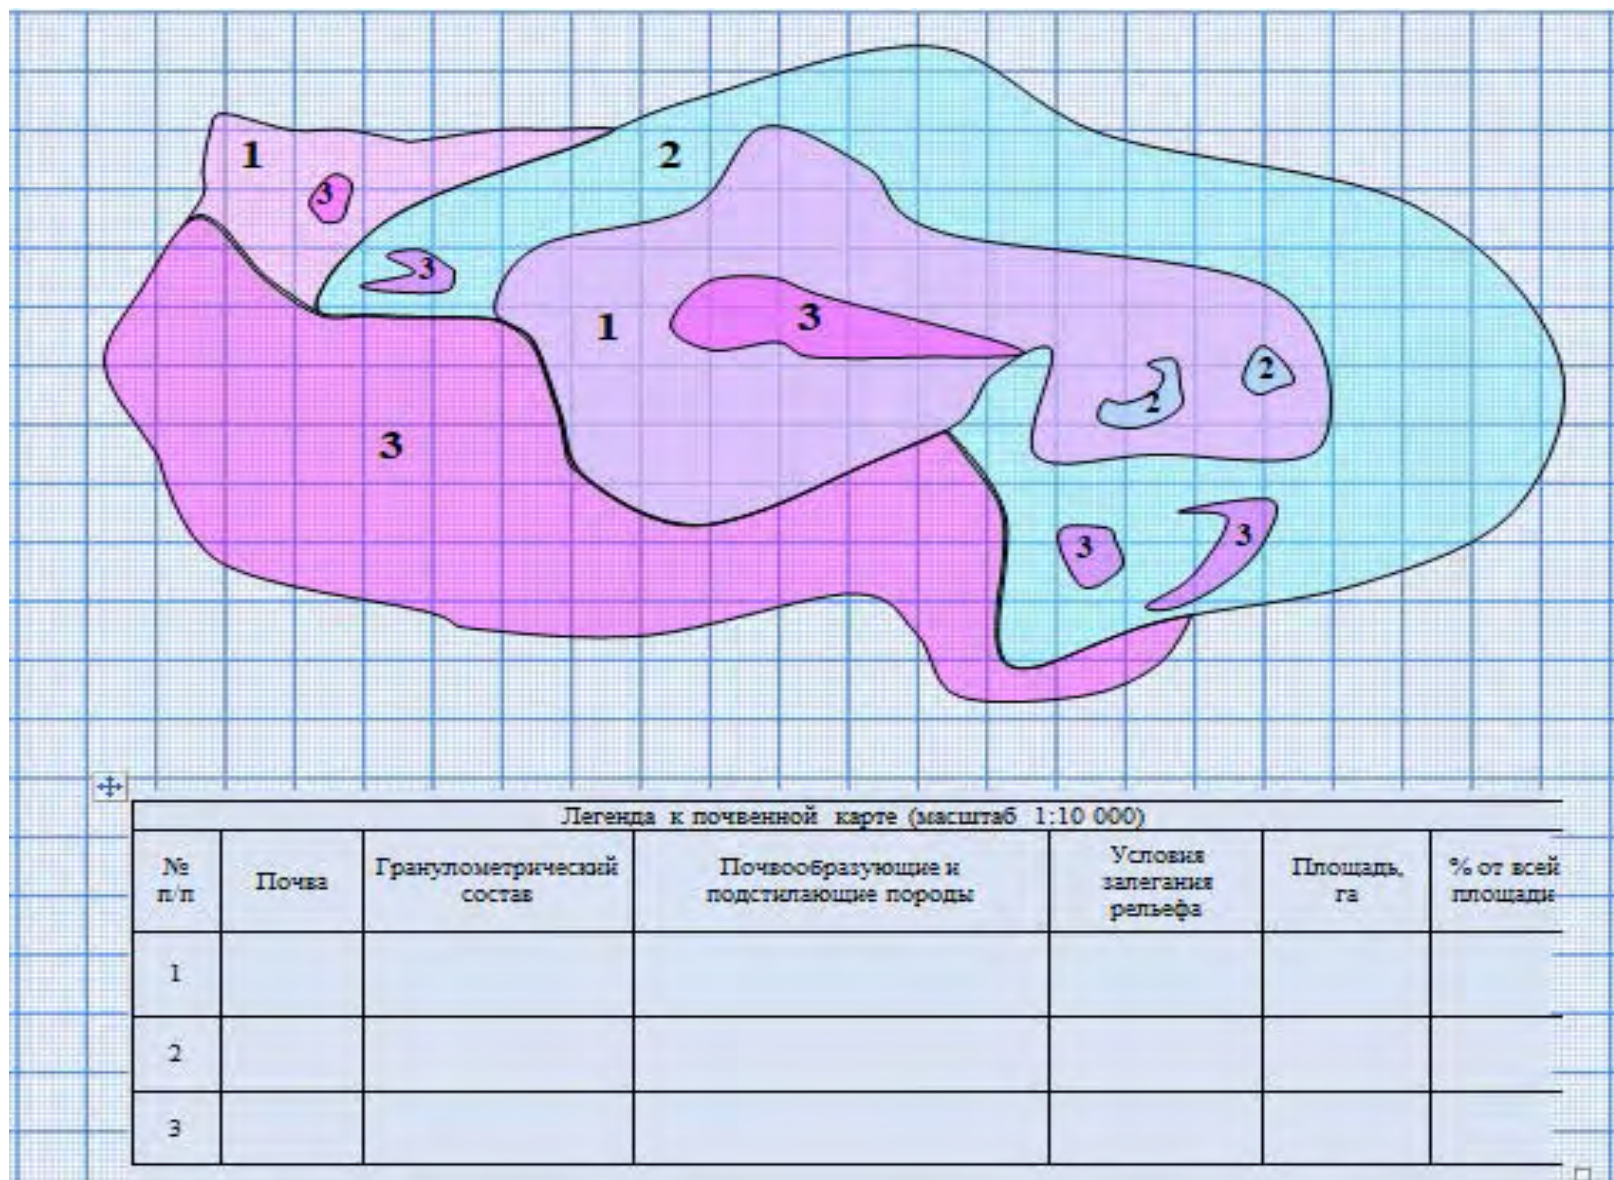 1
2
3
3
1
3
2
2
3
3
3
Легенда к почвенной карте (масштаб 1:10 000)
№ п/п
Почва
Гранулометрический
состав
Почвообразующие и
подстилающие породы
Условия
залегания
рельефа
Площадь,
га
% от всей
площади
1
2
3